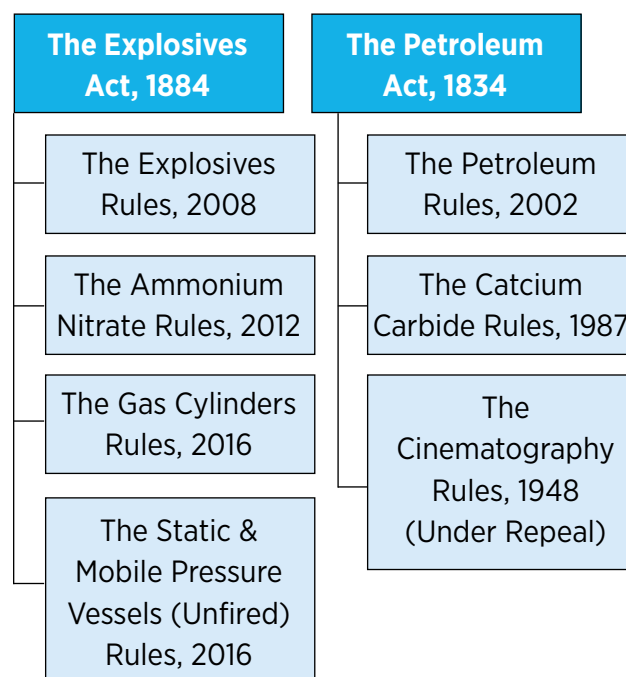 The Explosives
Act, 1884
The Explosives
Rules, 2008
The Ammonium
Nitrate Rules, 2012
The Gas Cylinders
Rules, 2016
The Static &
Mobile Pressure
Vessels (Unfired)
Rules, 2016
The Petroleum
Act, 1834
The Petroleum
Rules, 2002
The Catcium
Carbide Rules, 1987
The
Cinematography
Rules, 1948
(Under Repeal)